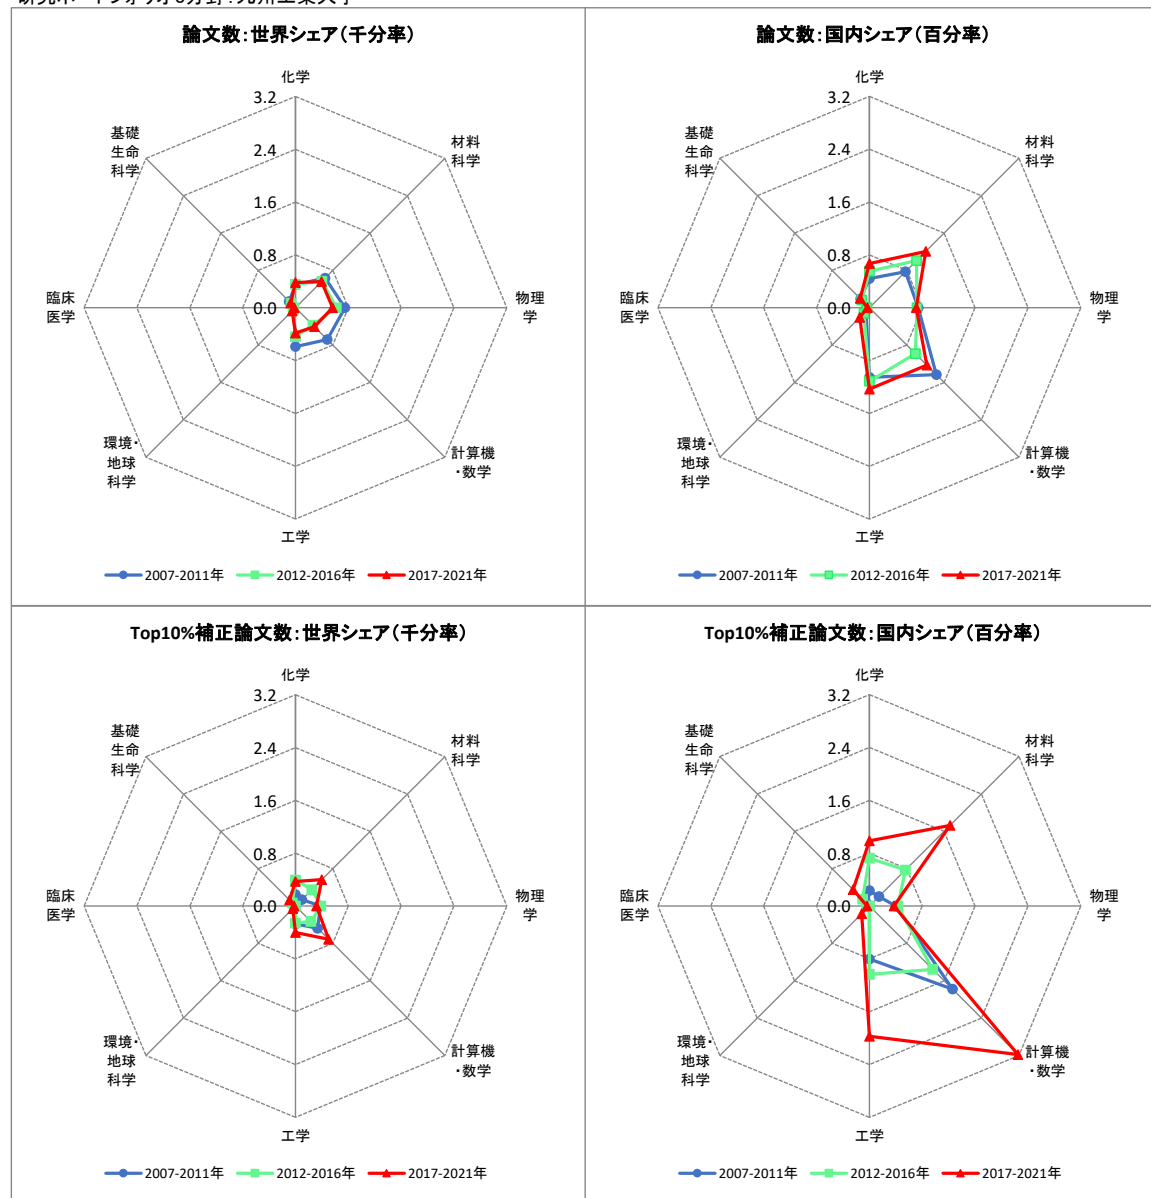 論文数：世界シェア（千分率）
化学
3.2
2.4
1.6
0.8
0.0
基礎
生命
科学
材料
科学
臨床
医学
物理
学
環境・
地球
科学
計算機
・数学
工学
2007-2011年
2012-2016年
2017-2021年
論文数：国内シェア（百分率）
化学
3.2
2.4
1.6
0.8
0.0
基礎
生命
科学
材料
科学
臨床
医学
物理
学
環境・
地球
科学
計算機
・数学
工学
2007-2011年
2012-2016年
2017-2021年
Top10%補正論文数：世界シェア（千分率）
化学
3.2
2.4
1.6
0.8
0.0
基礎
生命
科学
材料
科学
臨床
医学
物理
学
環境・
地球
科学
計算機
・数学
工学
2007-2011年
2012-2016年
2017-2021年
Top10%補正論文数：国内シェア（百分率）
化学
3.2
2.4
1.6
0.8
0.0
基礎
生命
科学
材料
科学
臨床
医学
物理
学
環境・
地球
科学
計算機
・数学
工学
2007-2011年
2012-2016年
2017-2021年